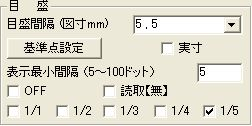 目 盛
目盛間隔 (図寸mm) 5.5
基準点設定 実寸
表示最小間隔 (5～100ドット) 5
OFF 読取【無】
1/1 1/2 1/3 1/4 1/5